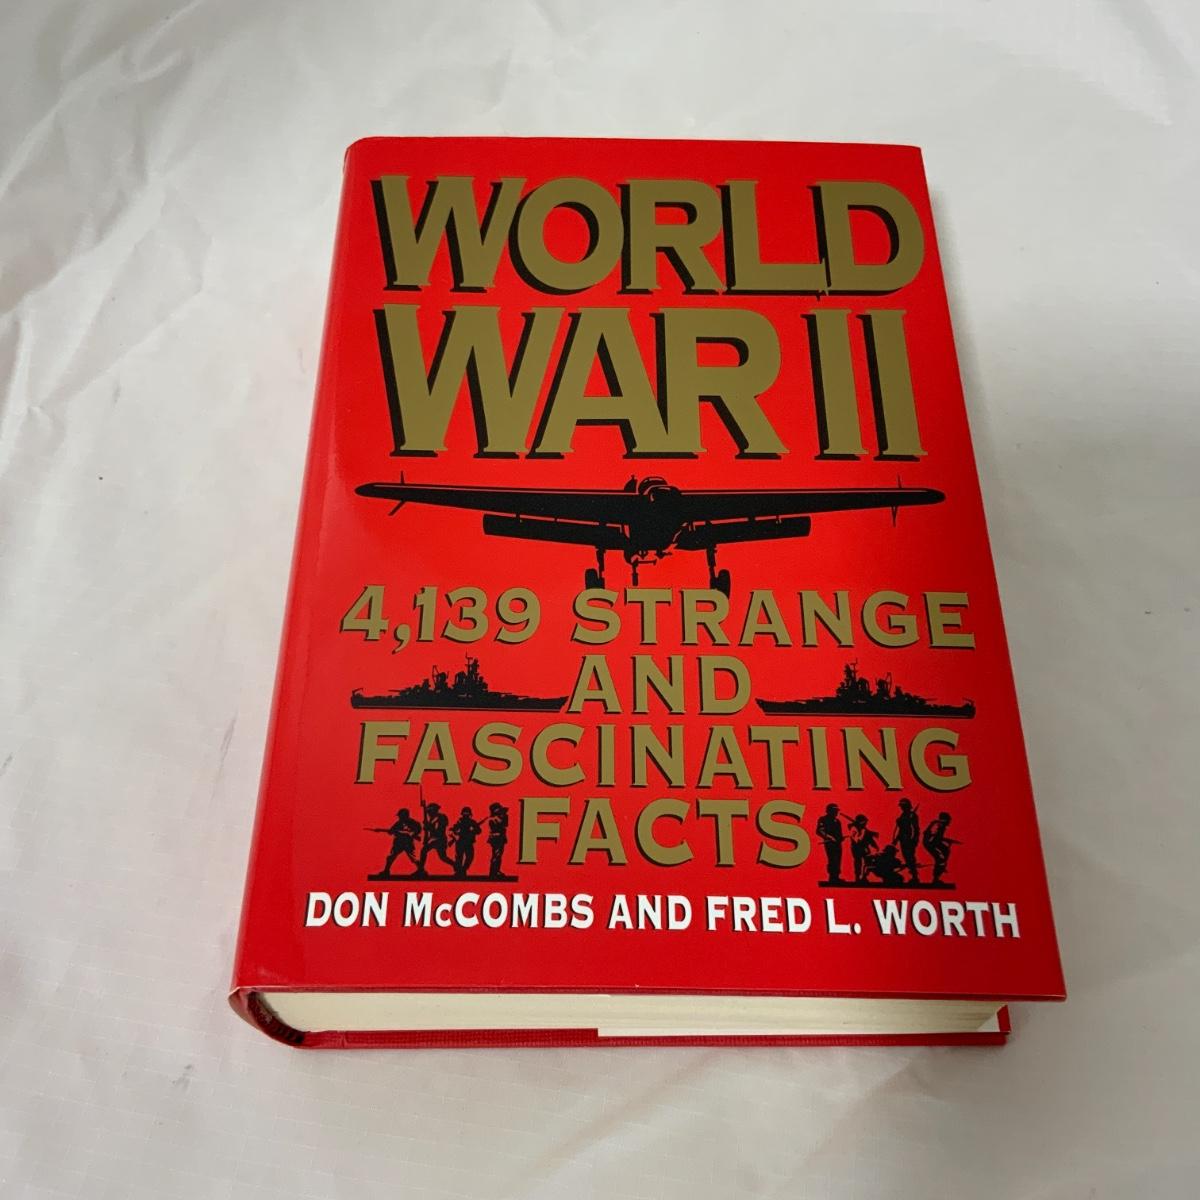 WORLD
WAR II
4,139 STRANGE
AND
FASCINATING
FACTS
DON McCOMBS AND FRED L. WORTH